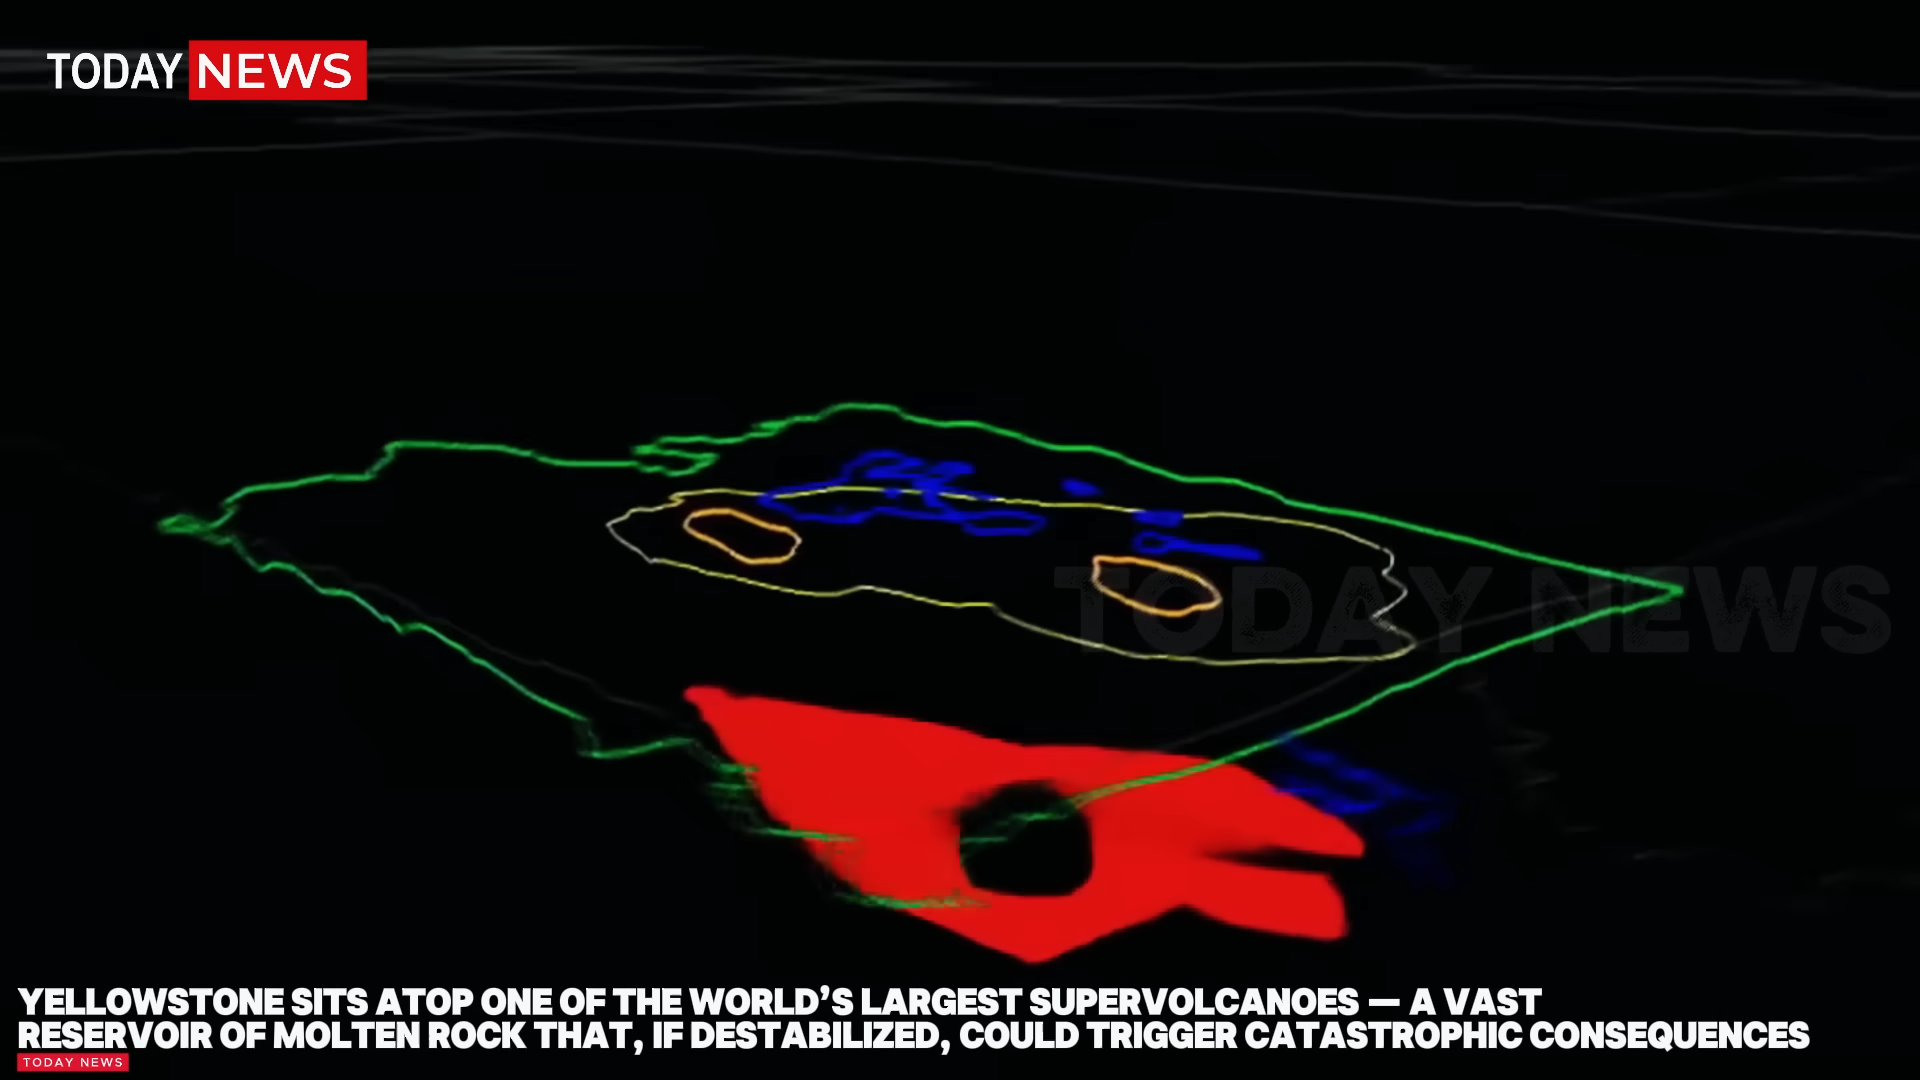 TODAY NEWS
TODAY NEWS
YELLOWSTONE SITS ATOP ONE OF THE WORLD’S LARGEST SUPERVOLCANOES — A VAST
RESERVOIR OF MOLTEN ROCK THAT, IF DESTABILIZED, COULD TRIGGER CATASTROPHIC CONSEQUENCES
TODAY NEWS